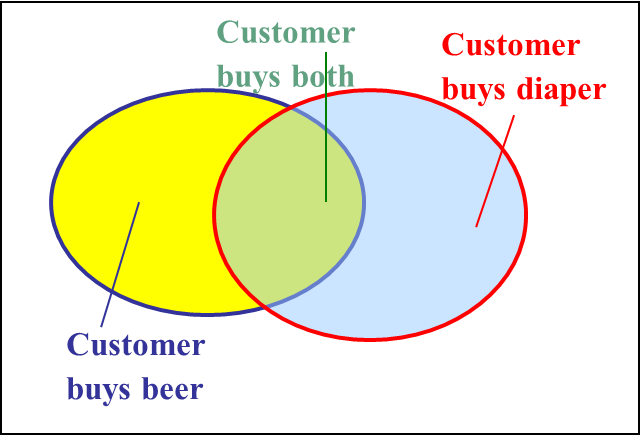 Customer
buys both
Customer
buys diaper
Customer
buys beer